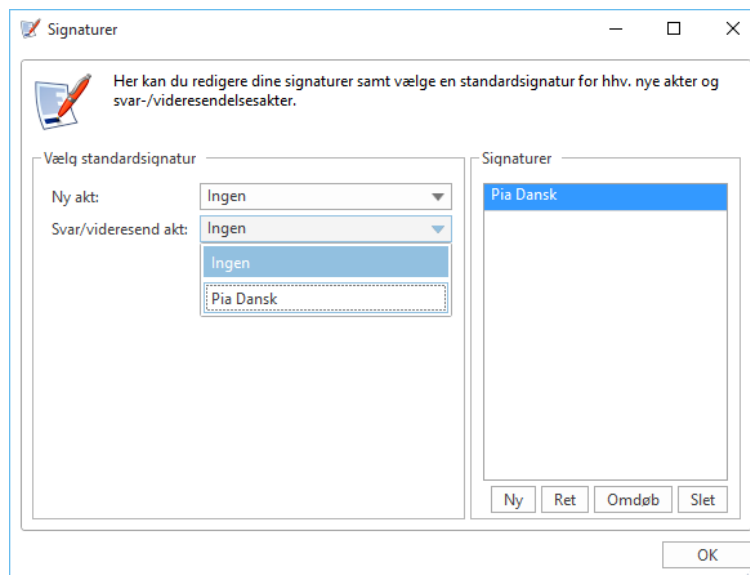 Signaturer
Her kan du redigere dine signaturer samt vælge en standardsignatur for hhv. nye akter og
svar-/videresendelsesakter.
Vælg standardsignatur
Ny akt:
Ingen
Svar/videresend akt:
Ingen
Ingen
Pia Dansk
Signaturer
Pia Dansk
Ny
Ret
Omdøb
Slet
OK